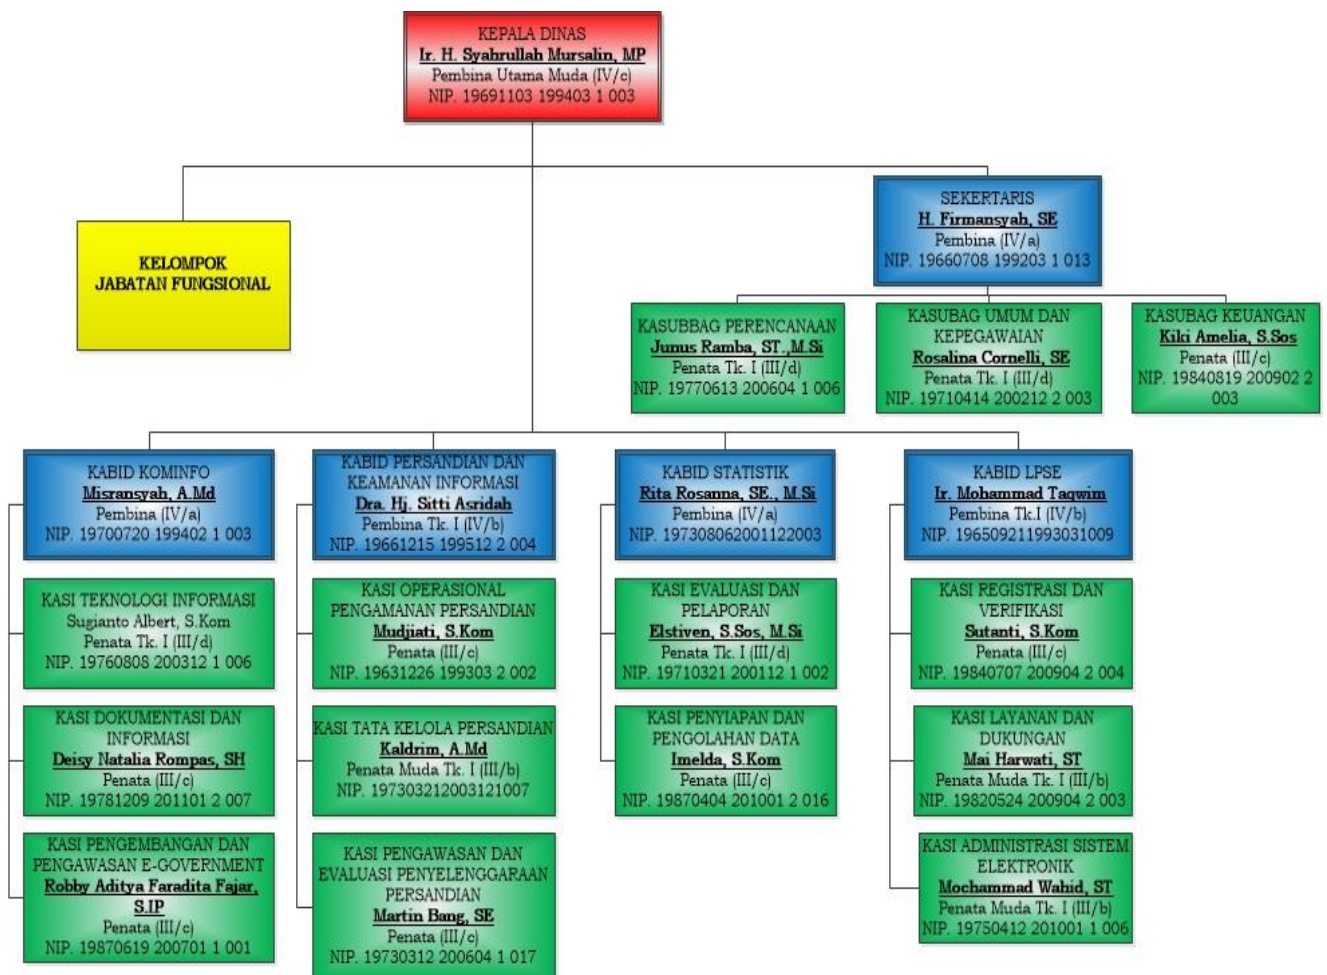 KEPALA DINAS
Ir. H. Syahrullah Mursalin, MP
Pembina Utama Muda (IV/c)
NIP. 19691103 199403 1 003
SEKERTARIS
H. Firmansyah, SE
Pembina (IV/a)
NIP. 19660708 199203 1 013
KELOMPOK
JABATAN FUNGSIONAL
KASUBBAG PERENCANAAN
Junus Ramba, ST.,M.Si
Penata Tk. I (III/d)
NIP. 19770613 200604 1 006
KASUBAG UMUM DAN
KEPEGAWAIAN
Rosalina Cornelli, SE
Penata Tk. I (III/d)
NIP. 19710414 200212 2 003
KASUBAG KEUANGAN
Kiki Amelia, S.Sos
Penata (III/c)
NIP. 19840819 200902 2
003
KABID KOMINFO
Misransyah, A.Md
Pembina (IV/a)
NIP. 19700720 199402 1 003
KABID PERSANDIAN DAN
KEAMANAN INFORMASI
Dra. Hj. Sitti Asridah
Pembina Tk. I (IV/b)
NIP. 19661215 199512 2 004
KABID STATISTIK
Rita Rosanna, SE., M.Si
Pembina (IV/a)
NIP. 197308062001122003
KABID LPSE
Ir. Mohammad Taqwim
Pembina Tk.I (IV/b)
NIP. 196509211993031009
KASI TEKNOLOGI INFORMASI
Sugianto Albert, S.Kom
Penata Tk. I (III/d)
NIP. 19760808 200312 1 006
KASI OPERASIONAL
PENGAMANAN PERSANDIAN
Mudjiati, S.Kom
Penata (III/c)
NIP. 19631226 199303 2 002
KASI EVALUASI DAN
PELAPORAN
Elstiven, S.Sos, M.Si
Penata Tk. I (III/d)
NIP. 19710321 200112 1 002
KASI REGISTRASI DAN
VERIFIKASI
Sutanti, S.Kom
Penata (III/c)
NIP. 19840707 200904 2 004
KASI DOKUMENTASI DAN
INFORMASI
Deisy Natalia Rompas, SH
Penata (III/c)
NIP. 19781209 201101 2 007
KASI TATA KELOLA PERSANDIAN
Kaldrim, A.Md
Penata Muda Tk. I (III/b)
NIP. 197303212003121007
KASI PENYIAPAN DAN
PENGOLAHAN DATA
Imelda, S.Kom
Penata (III/c)
NIP. 19870404 201001 2 016
KASI LAYANAN DAN
DUKUNGAN
Mai Harwati, ST
Penata Muda Tk. I (III/b)
NIP. 19820524 200904 2 003
KASI PENGEMBANGAN DAN
PENGAWASAN E-GOVERNMENT
Robby Aditya Faradita Fajar,
S.IP
Penata (III/c)
NIP. 19870619 200701 1 001
KASI PENGAWASAN DAN
EVALUASI PENYELENGGARAAN
PERSANDIAN
Martin Bang, SE
Penata (III/c)
NIP. 19730312 200604 1 017
KASI ADMINISTRASI SISTEM
ELEKTRONIK
Mochammad Wahid, ST
Penata Muda Tk. I (III/b)
NIP. 19750412 201001 1 006